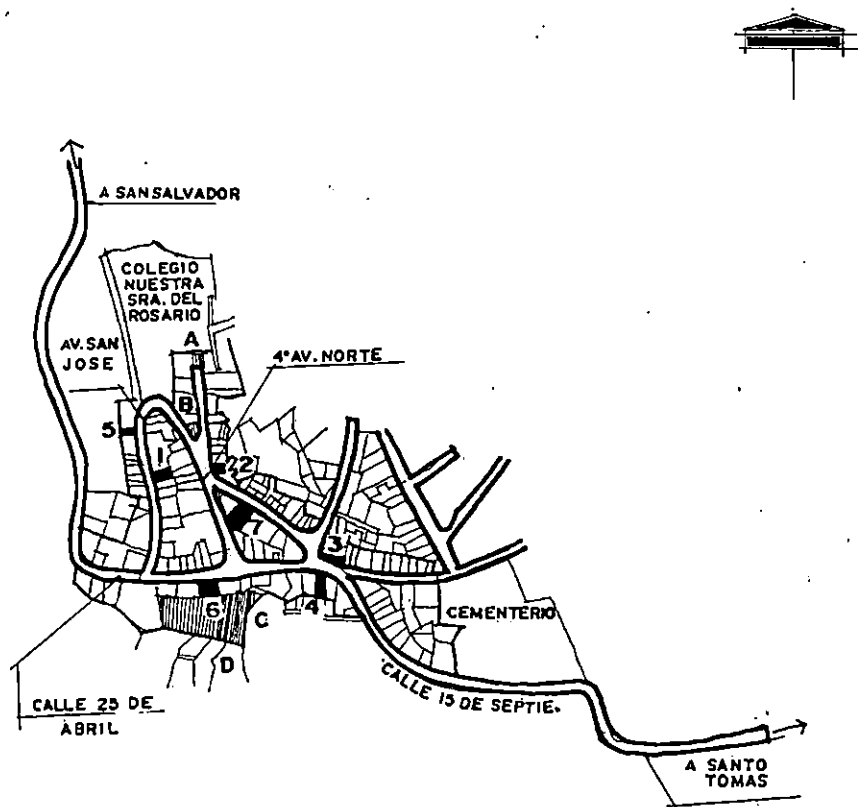 A SAN SALVADOR
COLEGIO
NUESTRA
SRA. DEL
ROSARIO
A
AV. SAN
JOSE
4ª AV. NORTE
B
5
1
2
7
3
6
4
C
CEMENTERIO
D
CALLE 15 DE SEPTIE.
CALLE 25 DE
ABRIL
A SANTO
TOMAS